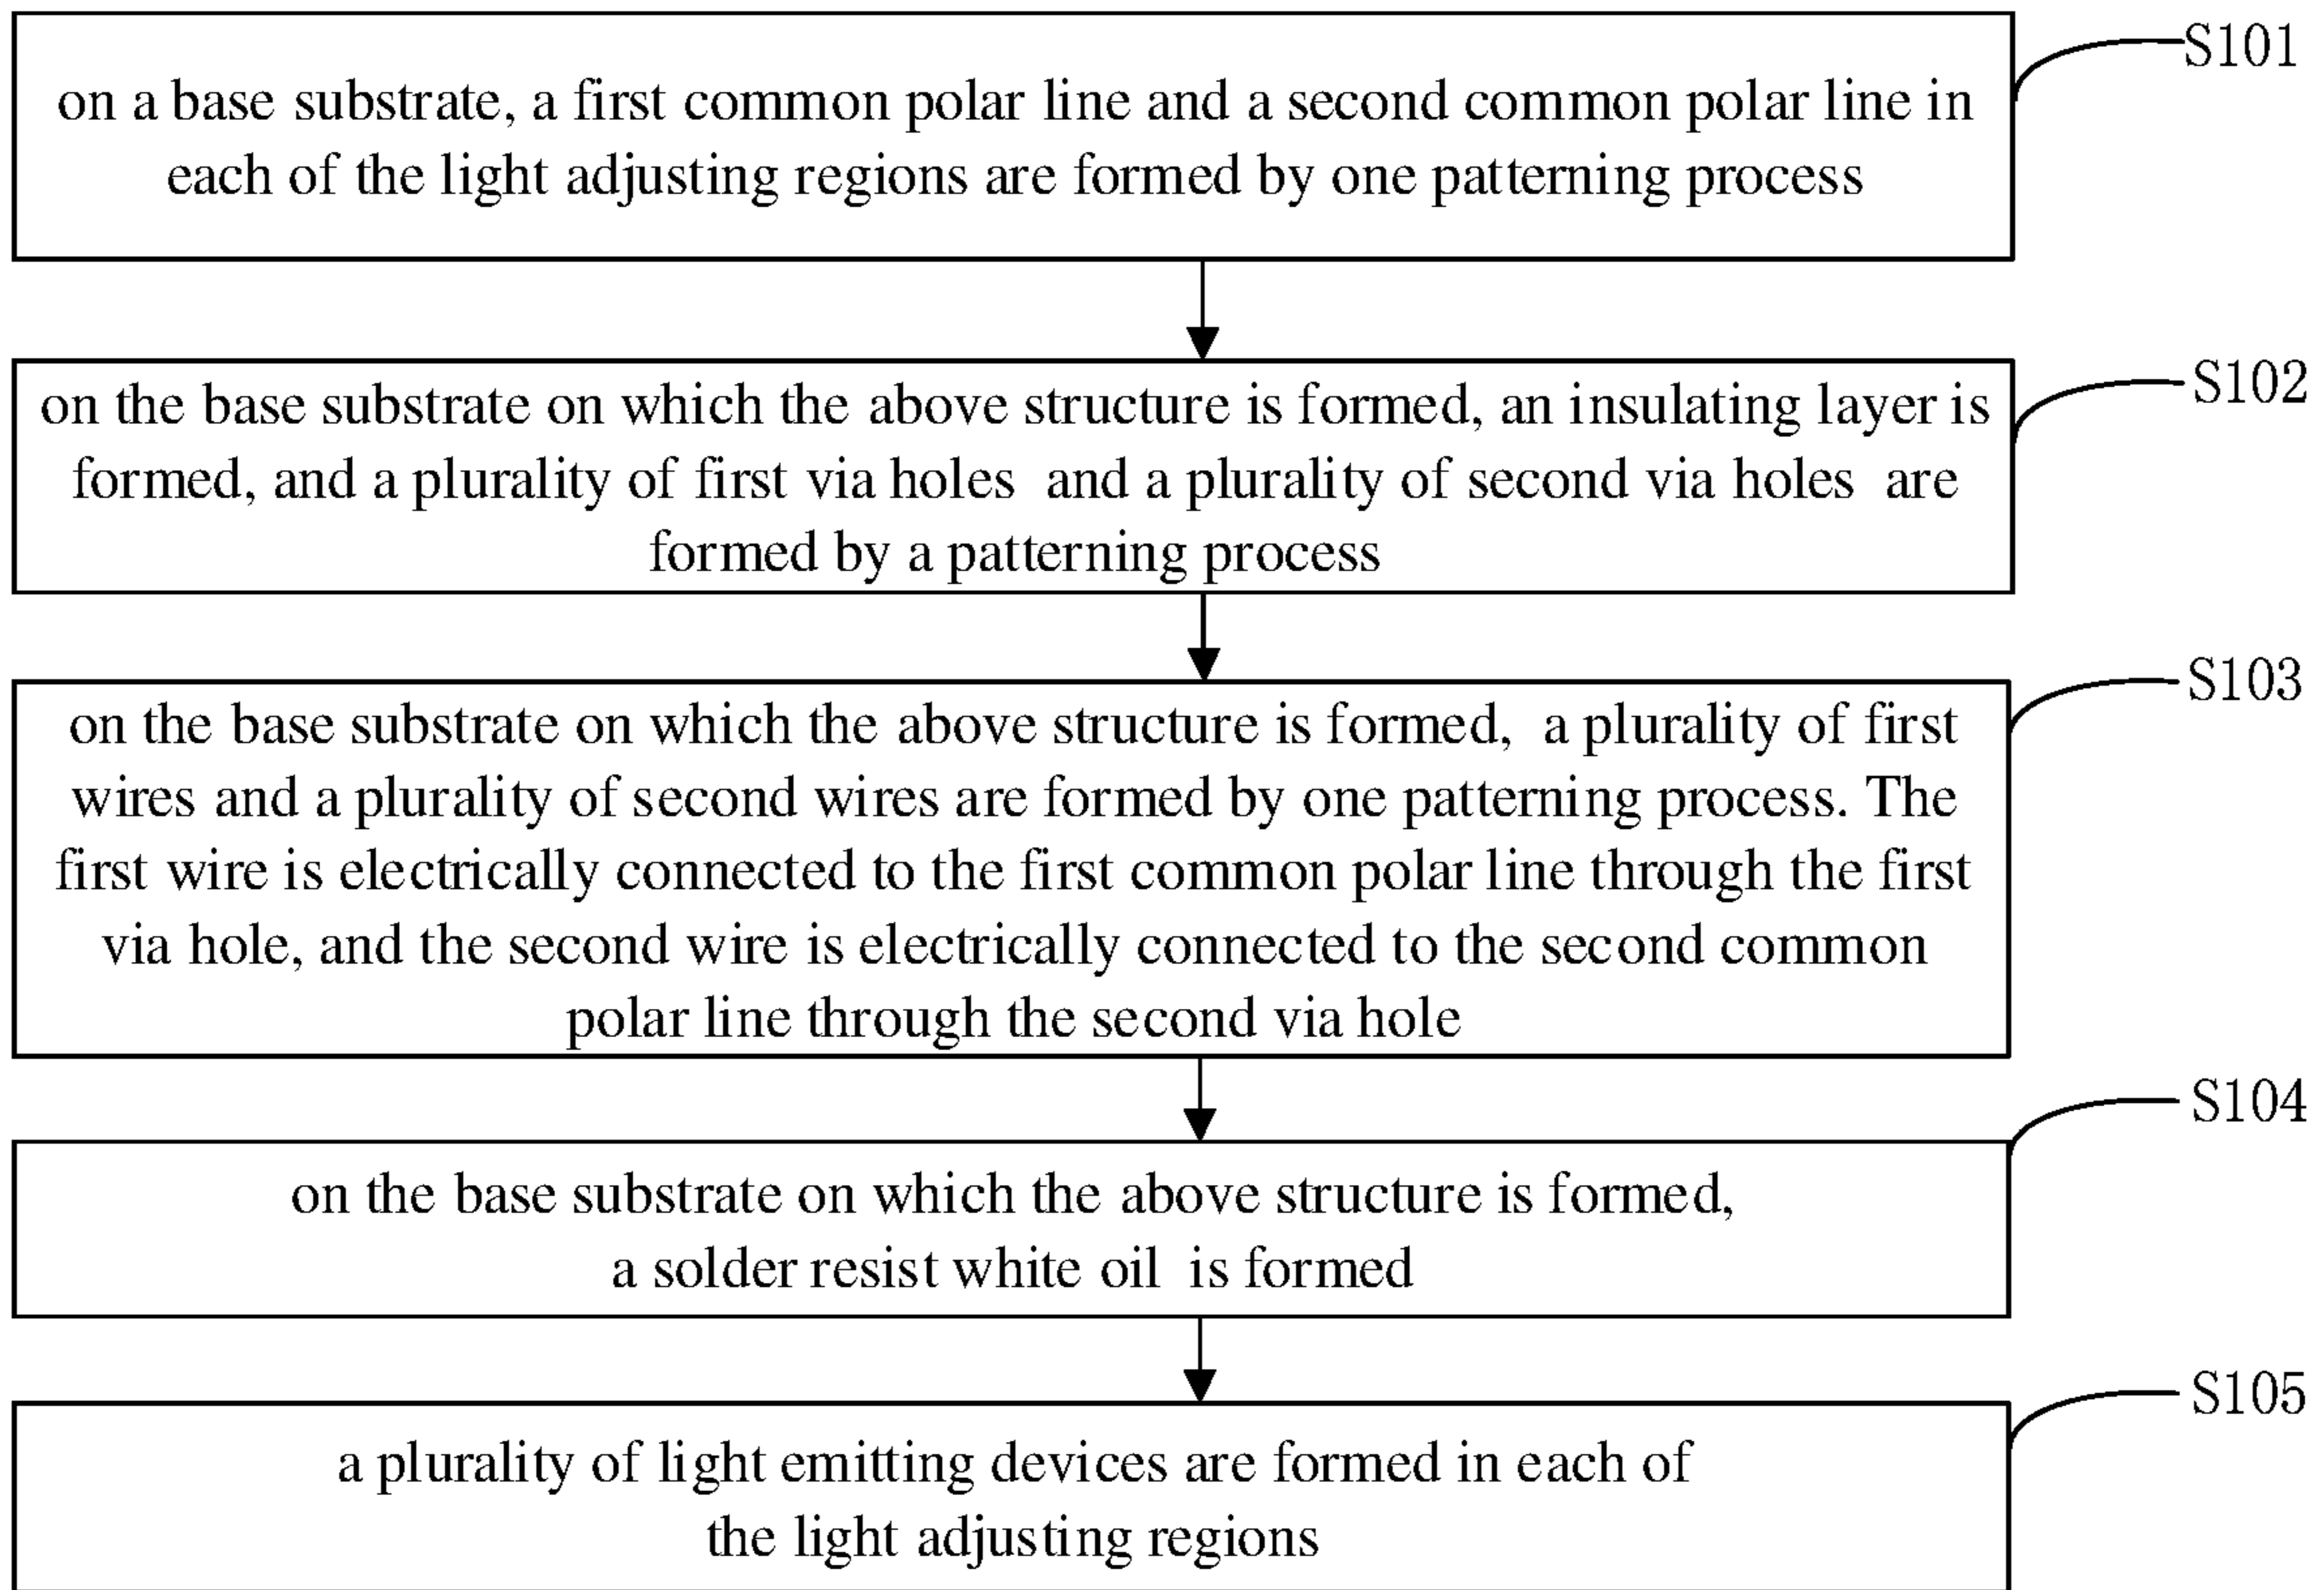 S101
on a base substrate, a first common polar line and a second common polar line in
each of the light adjusting regions are formed by one patterning process
S102
on the base substrate on which the above structure is formed, an insulating layer is
formed, and a plurality of first via holes and a plurality of second via holes are
formed by a patterning process
S103
on the base substrate on which the above structure is formed, a plurality of first
wires and a plurality of second wires are formed by one patterning process. The
first wire is electrically connected to the first common polar line through the first
via hole, and the second wire is electrically connected to the second common
polar line through the second via hole
S104
on the base substrate on which the above structure is formed,
a solder resist white oil is formed
S105
a plurality of light emitting devices are formed in each of
the light adjusting regions